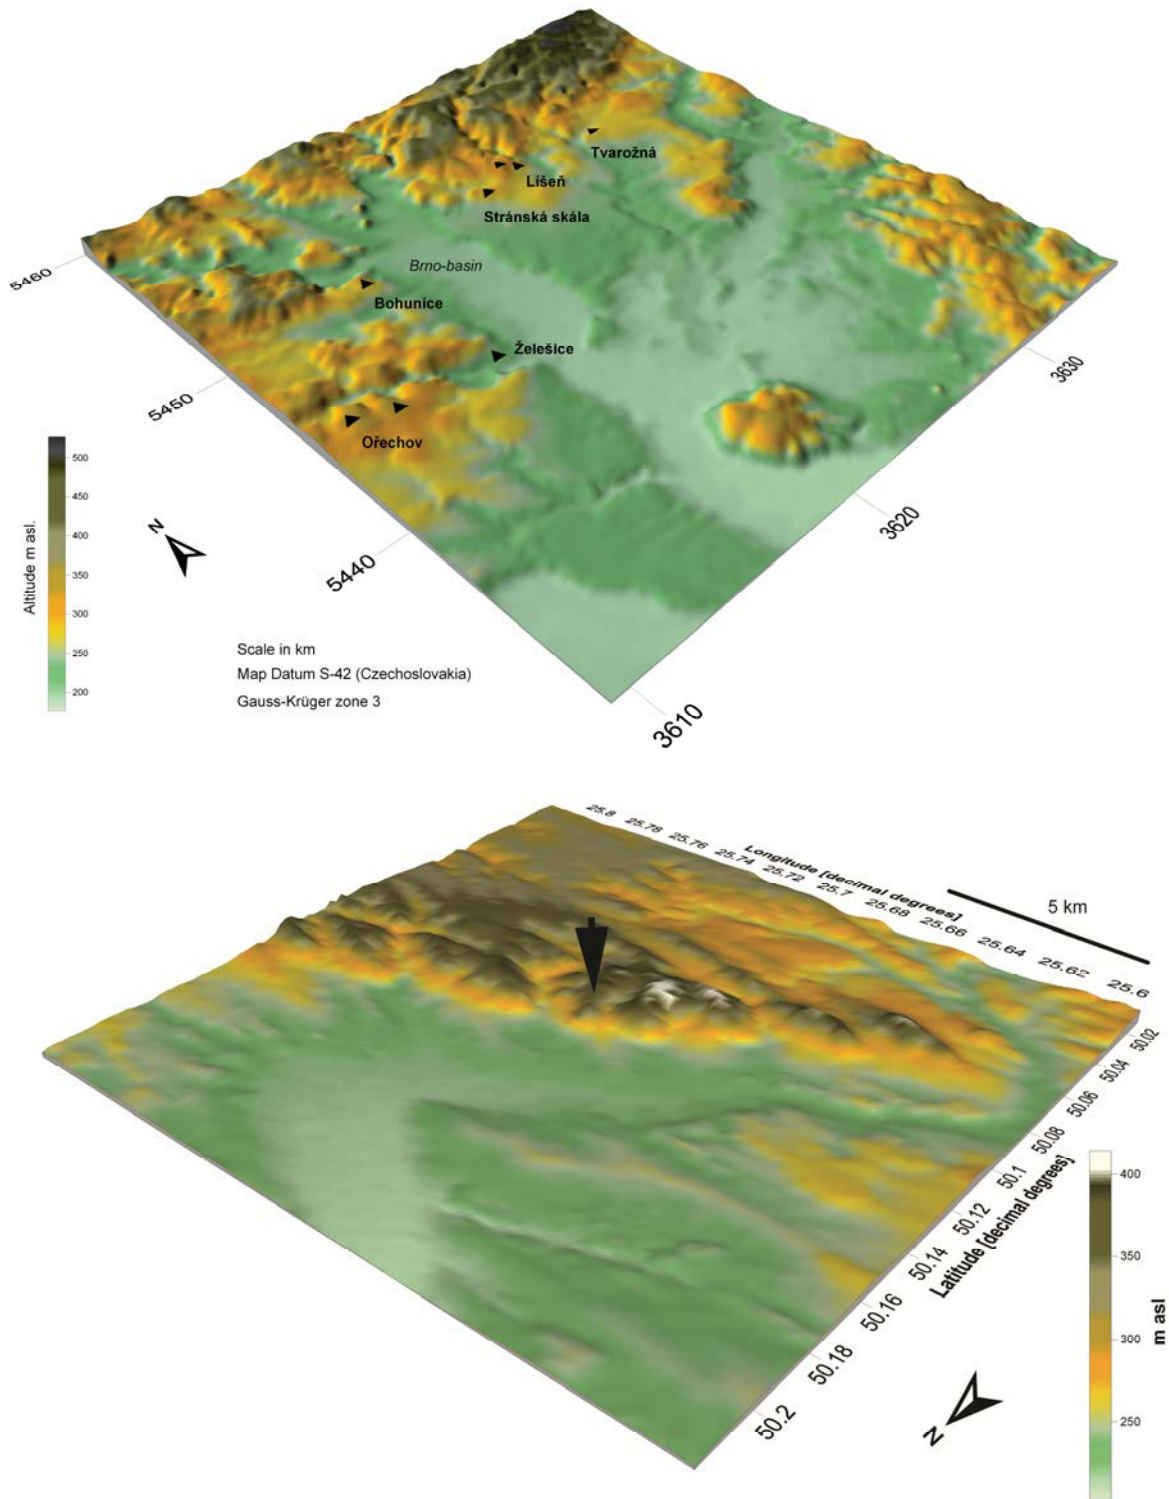 Tvarožná
Líšeň
Stránská skála
Brno-basin
Bohunice
Želešice
Ořechov
5460
5450
5440
3630
3620
3610
N
Altitude m asl.
500
450
400
350
300
250
200
Scale in km
Map Datum S-42 (Czechoslovakia)
Gauss-Krüger zone 3
25.8
25.78
25.76
25.74
25.72
25.7
25.68
25.66
25.64
25.62
25.6
Longitude [decimal degrees]
5 km
50.02
50.04
50.06
50.08
50.1
50.12
50.14
50.16
50.18
50.2
Latitude [decimal degrees]
N
400
350
300
250
m asl